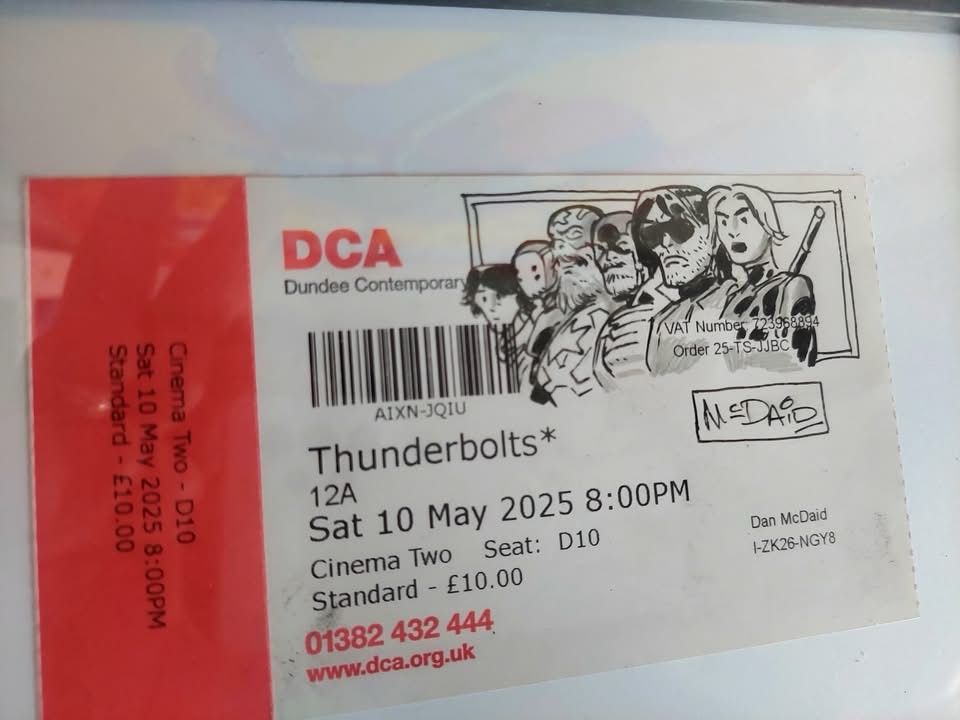 Cinema Two - D10
Sat 10 May 2025 8:00PM
Standard - £10.00
DCA
Dundee Contemporary
AIXN-JQIU
VAT Number 723968894
Order 25-TS-JJBC
McDAiD
Thunderbolts*
12A
Sat 10 May 2025 8:00PM
Cinema Two Seat: D10
Standard - £10.00
Dan McDaid
I-ZK26-NGY8
01382 432 444
www.dca.org.uk